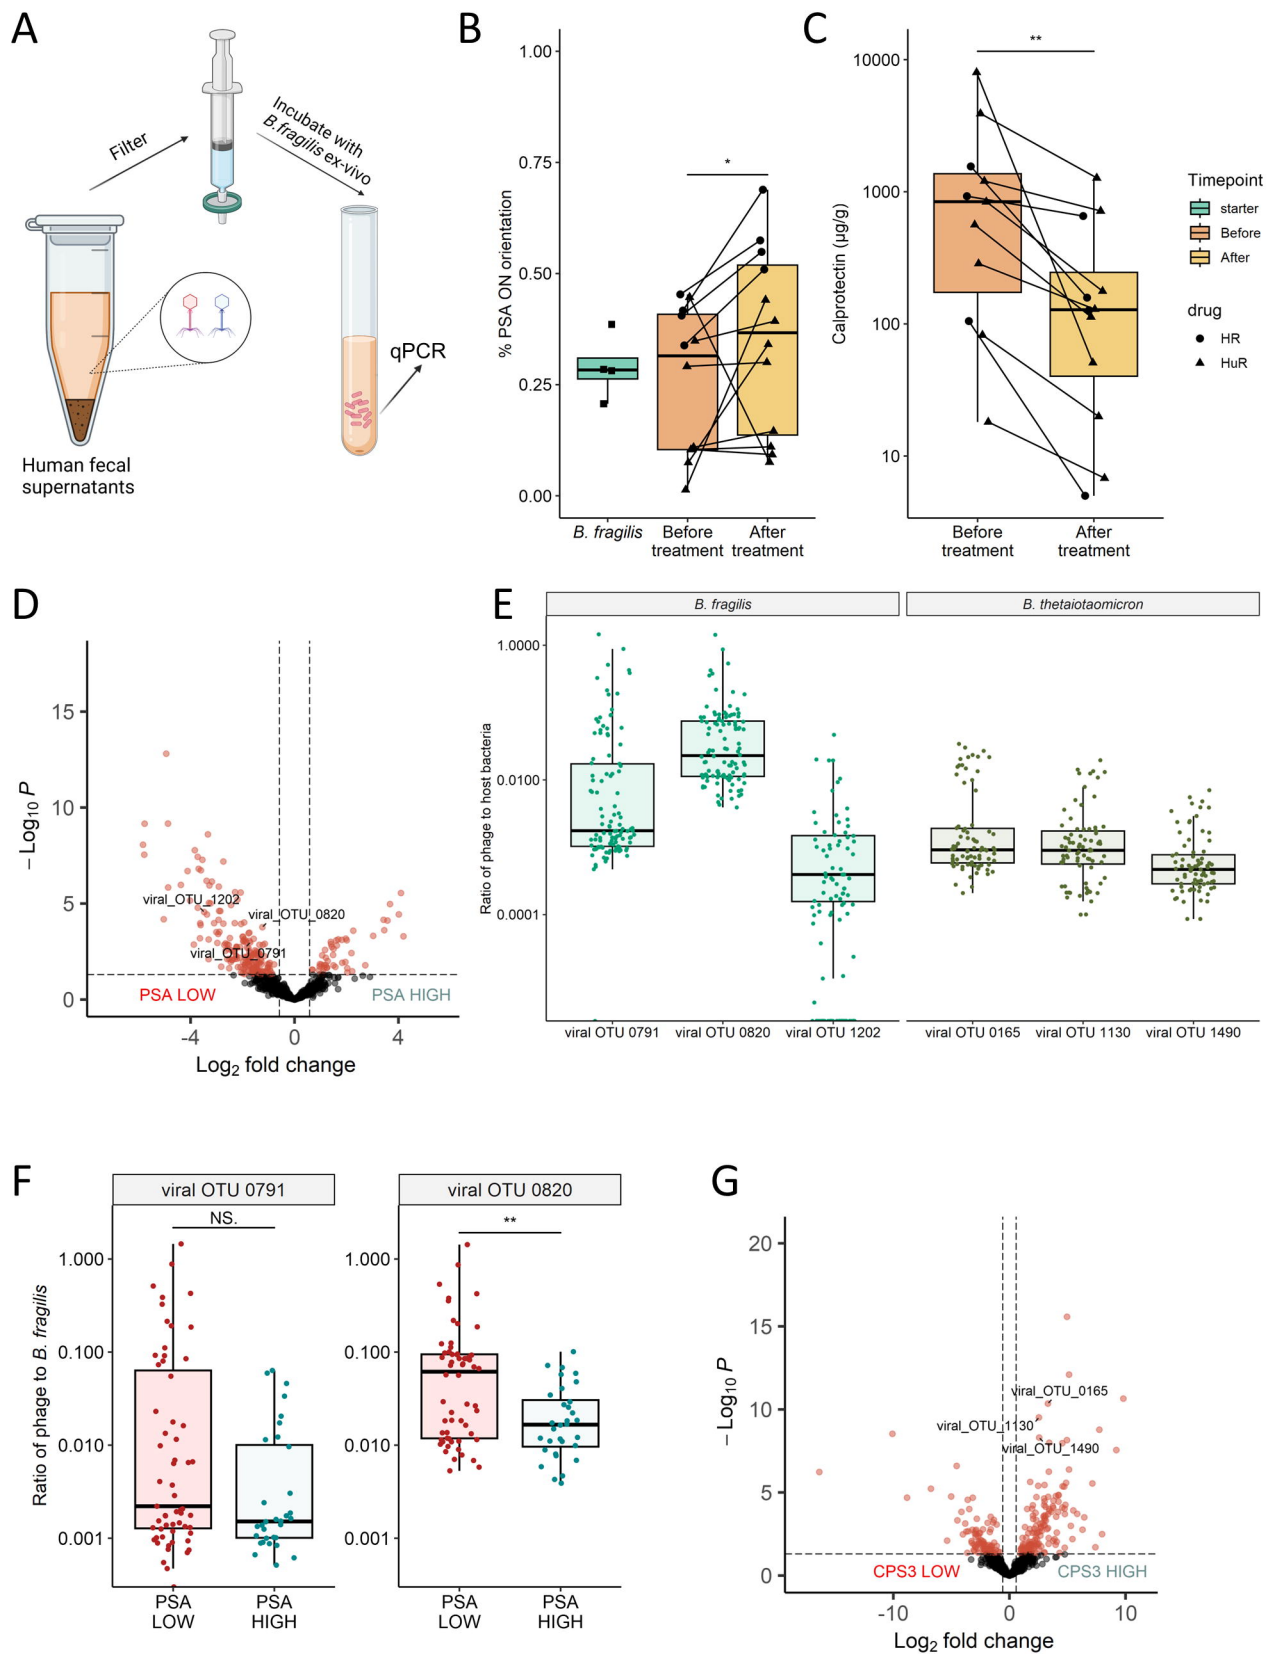 A
Filter
Incubate with
B.fragilis ex-vivo
qPCR
Human fecal
supernatants
B
% PSA ON orientation
1.00
0.75
0.50
0.25
0.00
*
B. fragilis
Before
treatment
After
treatment
C
Calprotectin (µg/g)
10000
1000
100
10
**
Before
treatment
After
treatment
Timepoint
starter
Before
After
drug
HR
HuR
D
– Log10 P
15
10
5
0
viral_OTU_1202
viral_OTU_0820
viral_OTU_0791
PSA LOW
PSA HIGH
-4
0
4
Log2 fold change
E
B. fragilis
B. thetaiotaomicron
Ratio of phage to host bacteria
1.0000
0.0100
0.0001
viral OTU 0791
viral OTU 0820
viral OTU 1202
viral OTU 0165
viral OTU 1130
viral OTU 1490
F
viral OTU 0791
viral OTU 0820
Ratio of phage to B. fragilis
NS.
1.000
0.100
0.010
0.001
PSA
LOW
PSA
HIGH
**
1.000
0.100
0.010
0.001
PSA
LOW
PSA
HIGH
G
– Log10 P
20
15
10
5
0
viral_OTU_0165
viral_OTU_1130
viral_OTU_1490
CPS3 LOW
CPS3 HIGH
-10
0
10
Log2 fold change